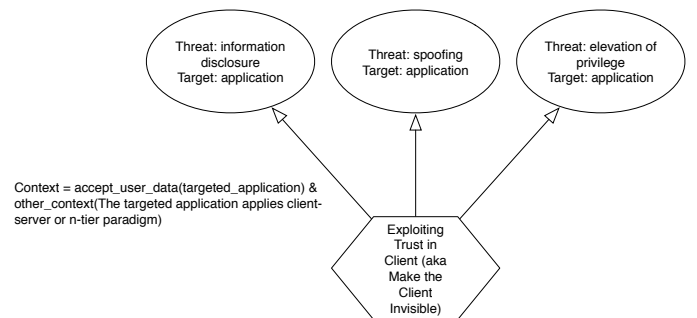 Threat: information
disclosure
Target: application
Threat: spoofing
Target: application
Threat: elevation of
privilege
Target: application
Context = accept_user_data(targeted_application) &
other_context(The targeted application applies client-
server or n-tier paradigm)
Exploiting
Trust in
Client (aka
Make the
Client
Invisible)